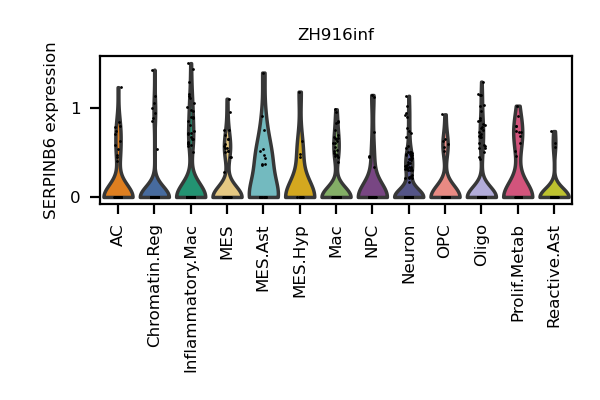 ZH916inf
SERPINB6 expression
1
0
AC
Chromatin.Reg
Inflammatory.Mac
MES
MES.Ast
MES.Hyp
Mac
NPC
Neuron
OPC
Oligo
Prolif.Metab
Reactive.Ast